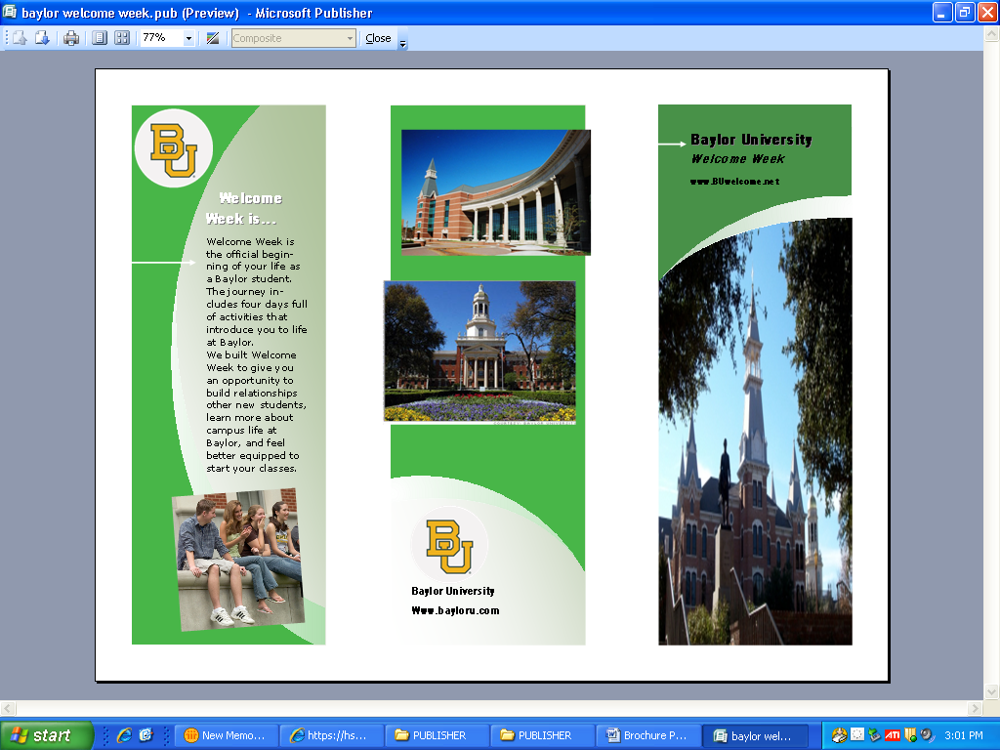 baylor welcome week.pub (Preview)  - Microsoft Publisher
77%
Composite
Close
BU
Welcome
Week is...
Welcome Week is
the official begin-
ning of your life as
a Baylor student.
The journey in-
cludes four days full
of activities that
introduce you to life
at Baylor.
We built Welcome
Week to give you
an opportunity to
build relationships
other new students,
learn more about
campus life at
Baylor, and feel
better equipped to
start your classes.
BU
Baylor University
Www.bayloru.com
Baylor University
Welcome Week
www.BUwelcome.net
start
New Memo...
https://hs...
PUBLISHER
PUBLISHER
Brochure P...
baylor wel...
ATI
3:01 PM